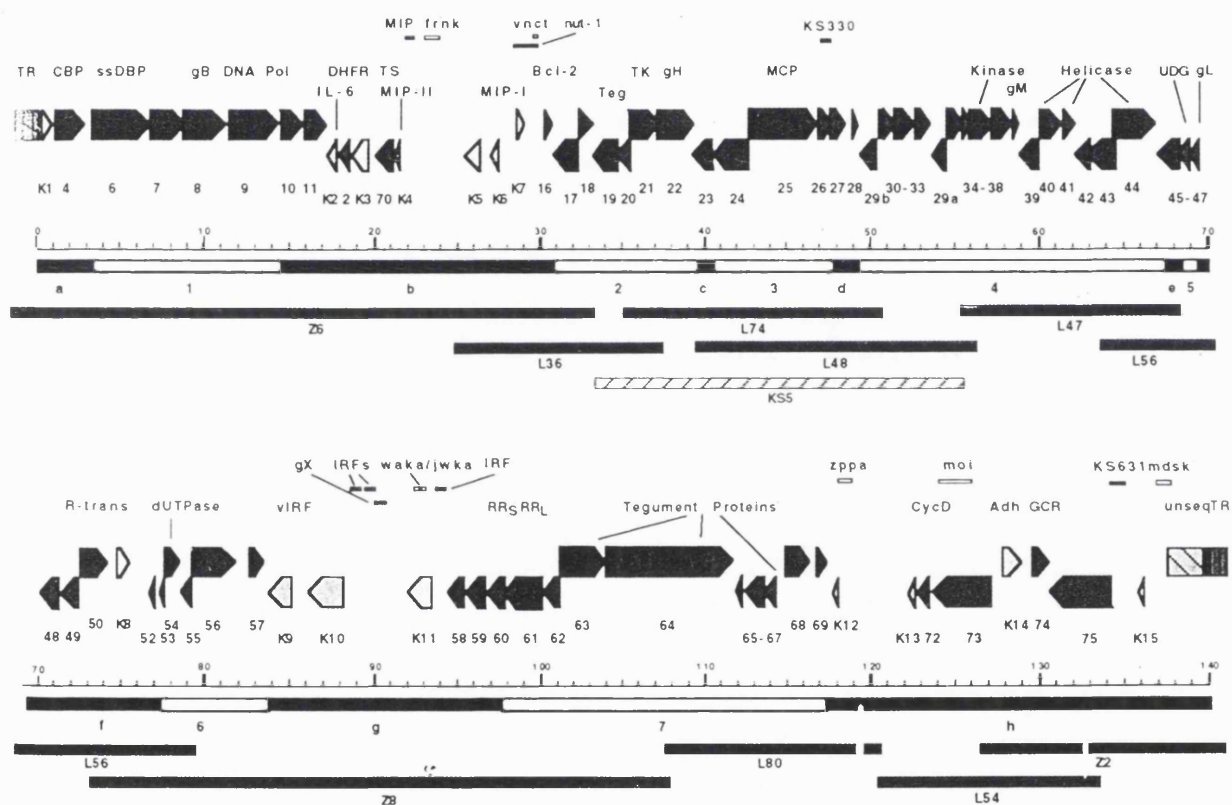 MIP frnk vnct nut-1 KS330
TR CBP ssDBP gB DNA Pol DHFR TS Bcl-2 TK gH MCP Kinase Helicase UDG gL
IL-6 MIP-II MIP-I Teg gM
K1 4 6 7 8 9 10 11 K2 2 K3 70 K4 K5 K6 K7 16 17 18 19 20 21 22 23 24 25 26 27 28 29b 30-33 29a 34-38 39 40 41 42 43 44 45-47
0 10 20 30 40 50 60 70
a 1 b 2 c 3 d 4 e 5
Z6 L74 L47
L36 L48 L56
KS5
gX IRFs waka/jwka IRF zppa moi KS631 mdsk
R-trans dUTPase vIRF RRS RRL Tegument Proteins CycD Adh GCR unseq TR
48 49 50 K8 52 53 54 55 56 57 K9 K10 K11 58 59 60 61 62 63 64 65-67 68 69 K12 K13 72 73 K14 74 75 K15
70 80 90 100 110 120 130 140
f 6 g 7 h
L56 L80 Z2
Z8 L54